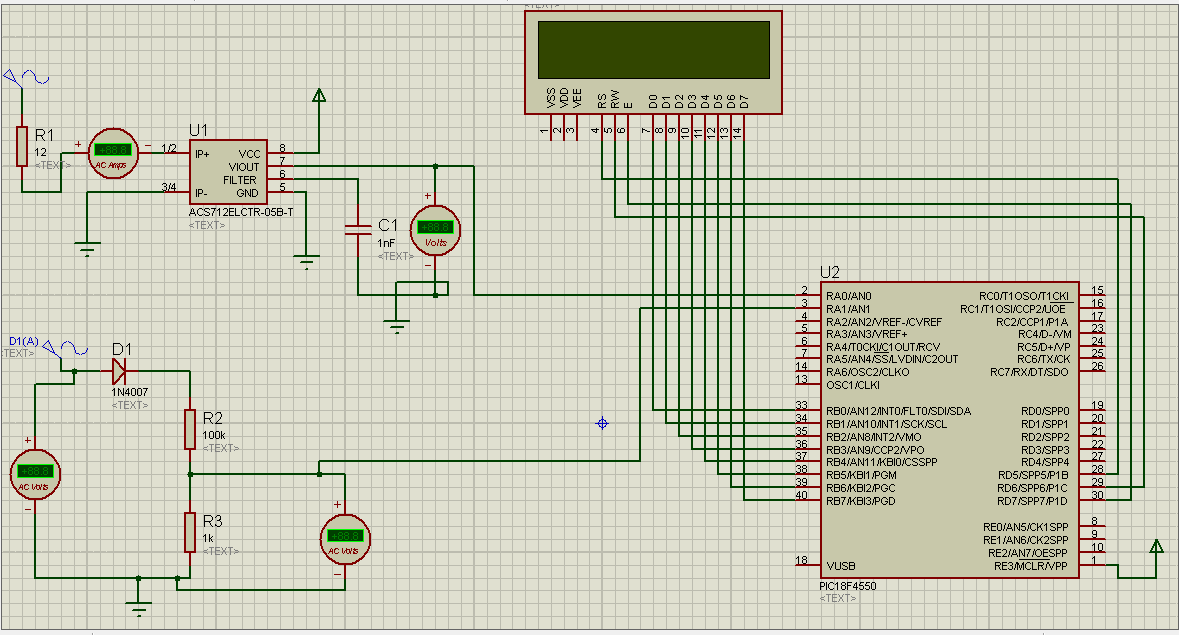 <TEXT>
VSS
VDD
VEE
RS
RW
E
D0
D1
D2
D3
D4
D5
D6
D7
1
2
3
4
5
6
7
8
9
10
11
12
13
14
R1
12
<TEXT>
+
+88.8
AC Amps
−
U1
1/2
IP+
3/4
IP-
VCC
8
VIOUT
7
FILTER
6
GND
5
ACS712ELCTR-05B-T
<TEXT>
C1
1nF
<TEXT>
+
+88.8
Volts
−
D1(A)
<TEXT>
D1
1N4007
<TEXT>
R2
100k
<TEXT>
R3
1k
<TEXT>
+
+88.8
AC Volts
−
+
+88.8
AC Volts
−
U2
2 RA0/AN0
3 RA1/AN1
4 RA2/AN2/VREF-/CVREF
5 RA3/AN3/VREF+
6 RA4/T0CKI/C1OUT/RCV
7 RA5/AN4/SS/LVDIN/C2OUT
14 RA6/OSC2/CLKO
13 OSC1/CLKI
33 RB0/AN12/INT0/FLT0/SDI/SDA
34 RB1/AN10/INT1/SCK/SCL
35 RB2/AN8/INT2/VMO
36 RB3/AN9/CCP2/VPO
37 RB4/AN11/KBI0/CSSPP
38 RB5/KBI1/PGM
39 RB6/KBI2/PGC
40 RB7/KBI3/PGD
18 VUSB
RC0/T1OSO/T1CKI 15
RC1/T1OSI/CCP2/UOE 16
RC2/CCP1/P1A 17
RC4/D-/VM 23
RC5/D+/VP 24
RC6/TX/CK 25
RC7/RX/DT/SDO 26
RD0/SPP0 19
RD1/SPP1 20
RD2/SPP2 21
RD3/SPP3 22
RD4/SPP4 27
RD5/SPP5/P1B 28
RD6/SPP6/P1C 29
RD7/SPP7/P1D 30
RE0/AN5/CK1SPP 8
RE1/AN6/CK2SPP 9
RE2/AN7/OESPP 10
RE3/MCLR/VPP 1
PIC18F4550
<TEXT>